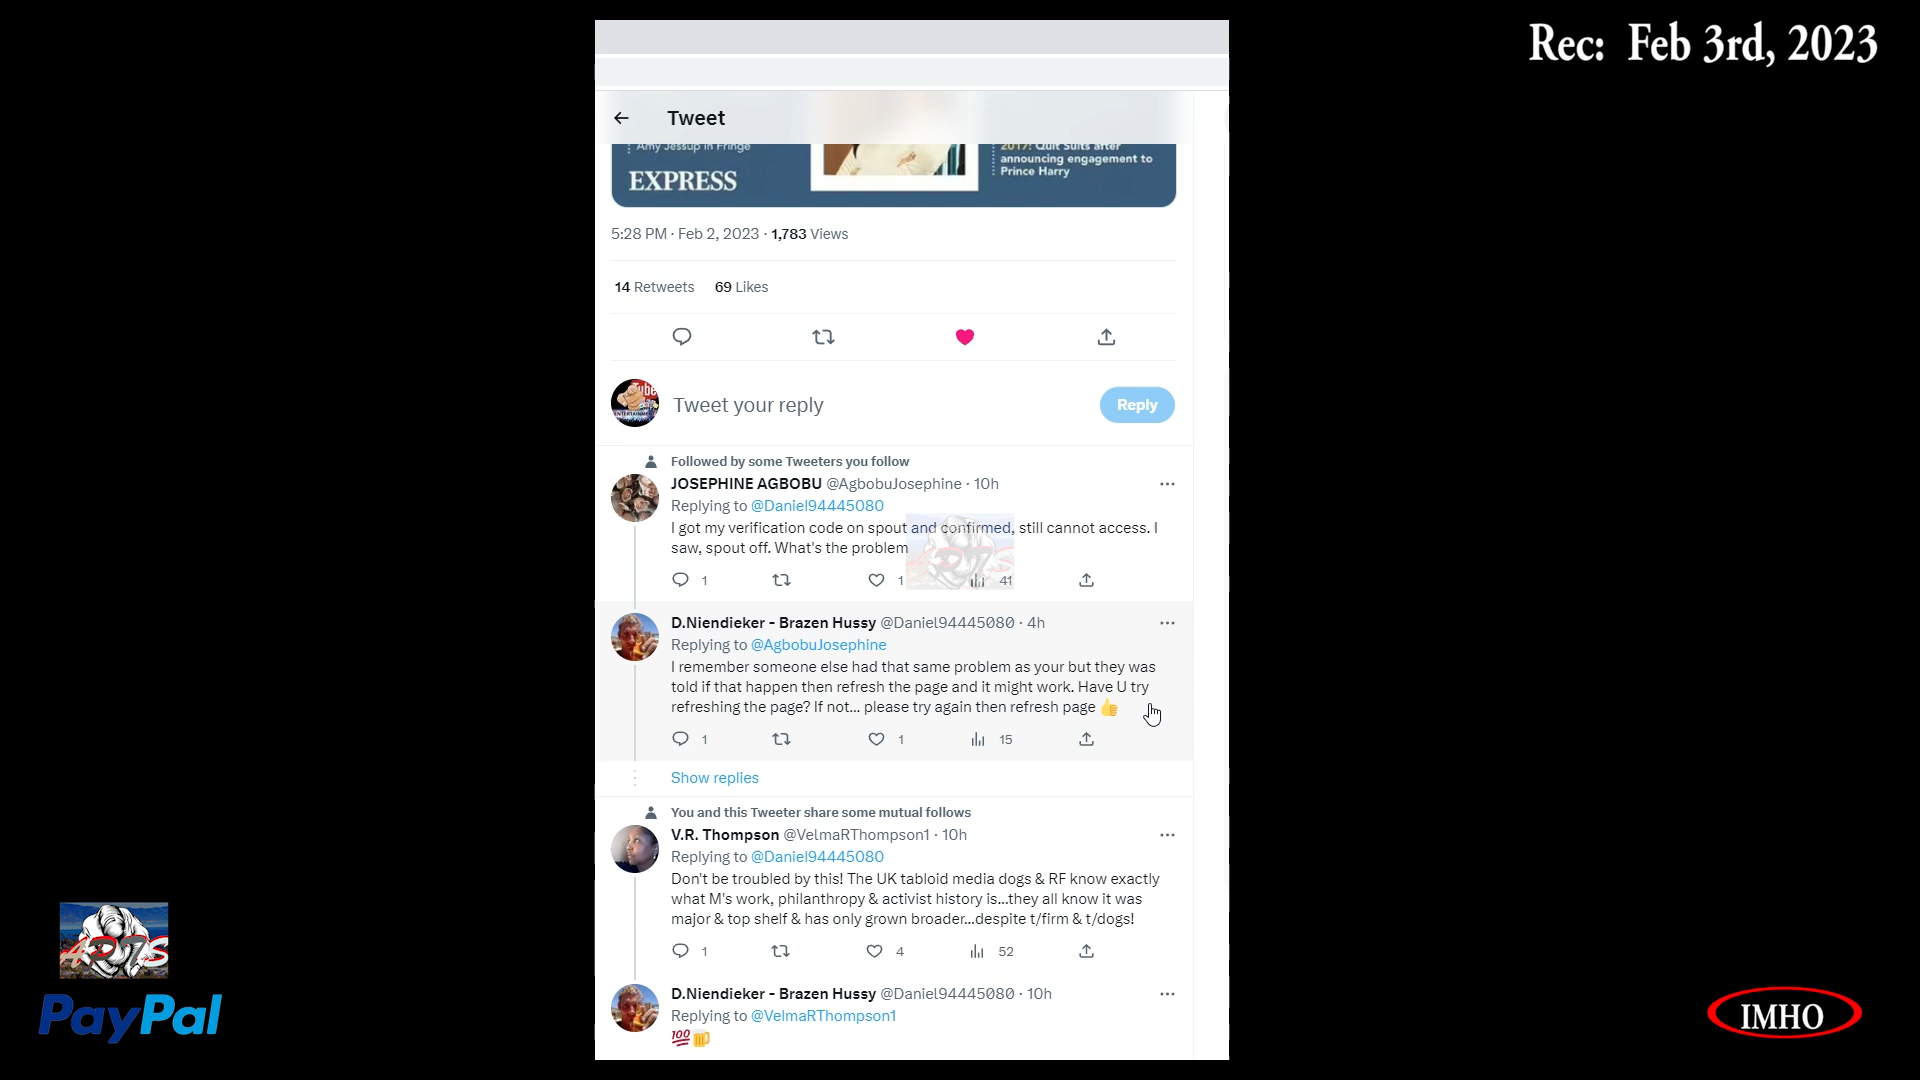 Rec: Feb 3rd, 2023
Tweet
Amy Jessup in Fringe
EXPRESS
2017: Quit Suits after
announcing engagement to
Prince Harry
5:28 PM · Feb 2, 2023 · 1,783 Views
14 Retweets 69 Likes
Tweet your reply
Reply
Followed by some Tweeters you follow
JOSEPHINE AGBOBU @AgbobuJosephine · 10h
Replying to @Daniel94445080
I got my verification code on spout and confirmed, still cannot access. I
saw, spout off. What's the problem
1 1 41
D.Niendieker - Brazen Hussy @Daniel94445080 · 4h
Replying to @AgbobuJosephine
I remember someone else had that same problem as your but they was
told if that happen then refresh the page and it might work. Have U try
refreshing the page? If not... please try again then refresh page 👍
1 1 15
Show replies
You and this Tweeter share some mutual follows
V.R. Thompson @VelmaRThompson1 · 10h
Replying to @Daniel94445080
Don't be troubled by this! The UK tabloid media dogs & RF know exactly
what M's work, philanthropy & activist history is...they all know it was
major & top shelf & has only grown broader...despite t/firm & t/dogs!
1 4 52
D.Niendieker - Brazen Hussy @Daniel94445080 · 10h
Replying to @VelmaRThompson1
💯🍺
PayPal
IMHO